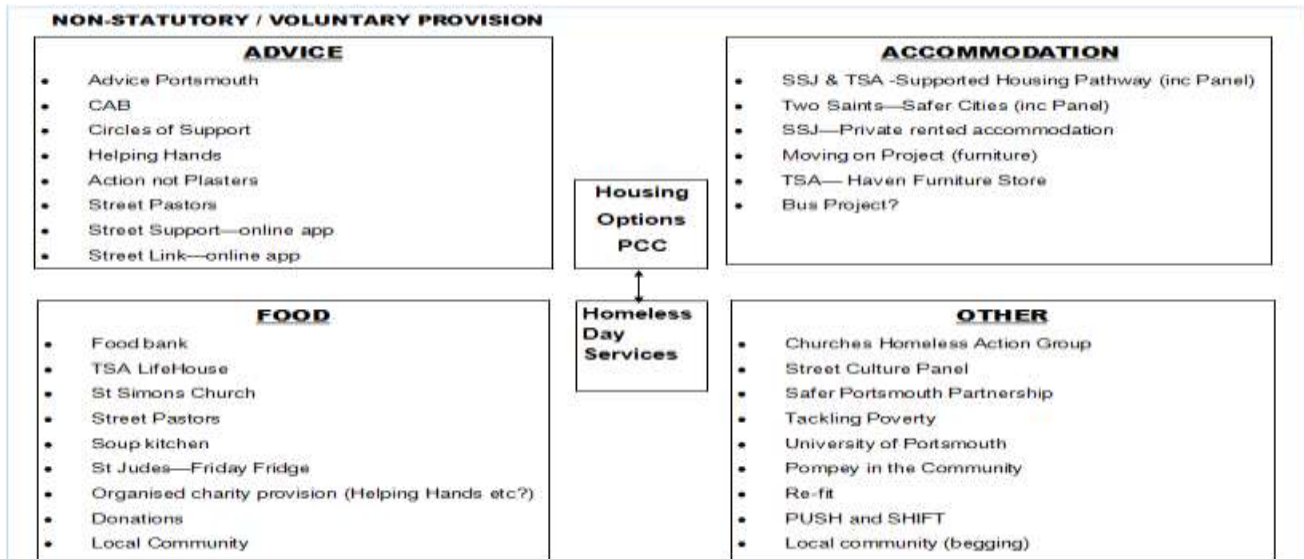 NON-STATUTORY / VOLUNTARY PROVISION
ADVICE
• Advice Portsmouth
• CAB
• Circles of Support
• Helping Hands
• Action not Plasters
• Street Pastors
• Street Support—online app
• Street Link—online app
ACCOMMODATION
• SSJ & TSA -Supported Housing Pathway (inc Panel)
• Two Saints—Safer Cities (inc Panel)
• SSJ—Private rented accommodation
• Moving on Project (furniture)
• TSA— Haven Furniture Store
• Bus Project?
Housing
Options
PCC
Homeless
Day
Services
FOOD
• Food bank
• TSA LifeHouse
• St Simons Church
• Street Pastors
• Soup kitchen
• St Judes—Friday Fridge
• Organised charity provision (Helping Hands etc?)
• Donations
• Local Community
OTHER
• Churches Homeless Action Group
• Street Culture Panel
• Safer Portsmouth Partnership
• Tackling Poverty
• University of Portsmouth
• Pompey in the Community
• Re-fit
• PUSH and SHIFT
• Local community (begging)